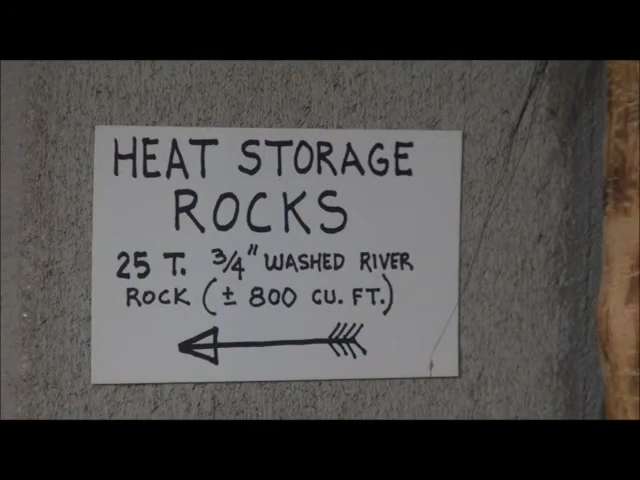 HEAT STORAGE
ROCKS
25 T. 3/4" WASHED RIVER
ROCK (± 800 CU. FT.)